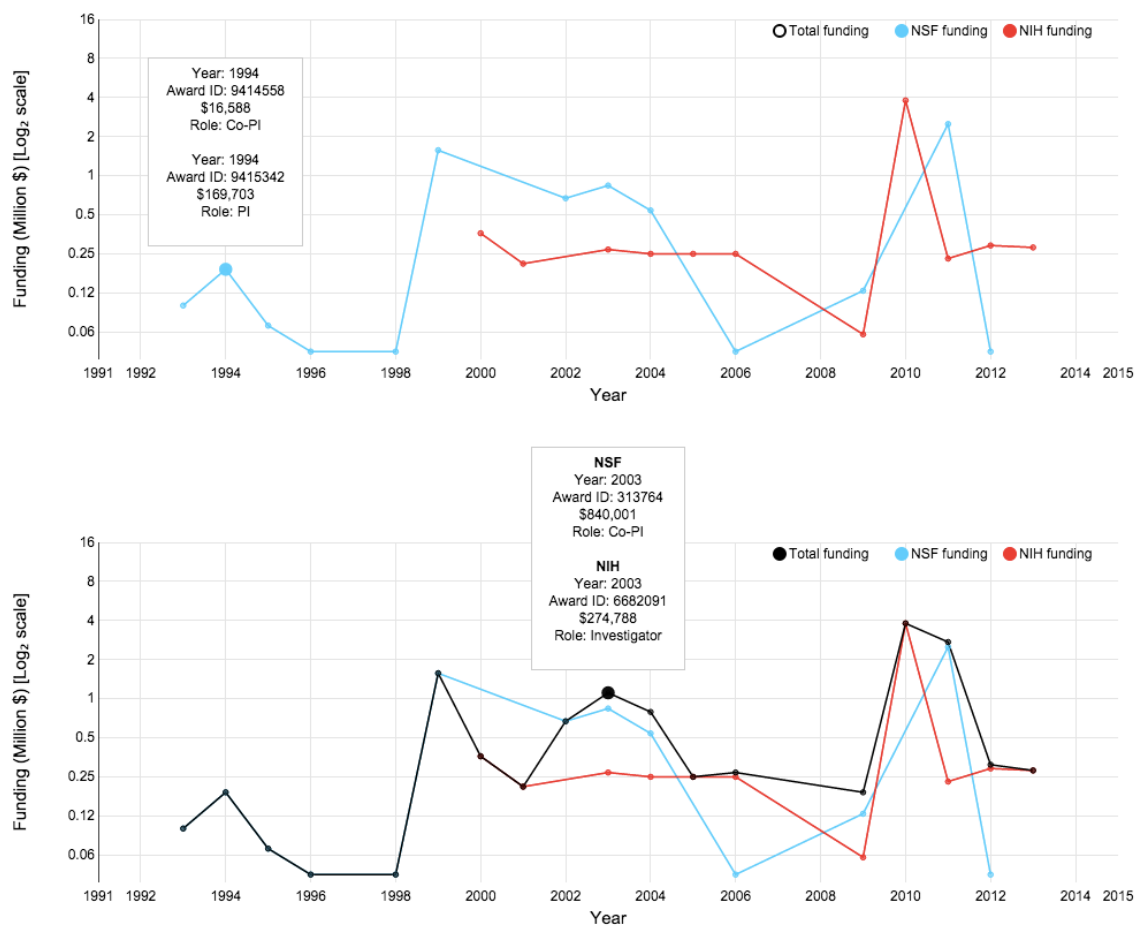 16
Total funding
NSF funding
NIH funding
8
4
2
1
0.5
0.25
0.12
0.06
Funding (Million $) [Log₂ scale]
Year: 1994
Award ID: 9414558
$16,588
Role: Co-PI
Year: 1994
Award ID: 9415342
$169,703
Role: PI
1991 1992 1994 1996 1998 2000 2002 2004 2006 2008 2010 2012 2014 2015
Year
NSF
Year: 2003
Award ID: 313764
$840,001
Role: Co-PI
NIH
Year: 2003
Award ID: 6682091
$274,788
Role: Investigator
16
Total funding
NSF funding
NIH funding
8
4
2
1
0.5
0.25
0.12
0.06
Funding (Million $) [Log₂ scale]
1991 1992 1994 1996 1998 2000 2002 2004 2006 2008 2010 2012 2014 2015
Year